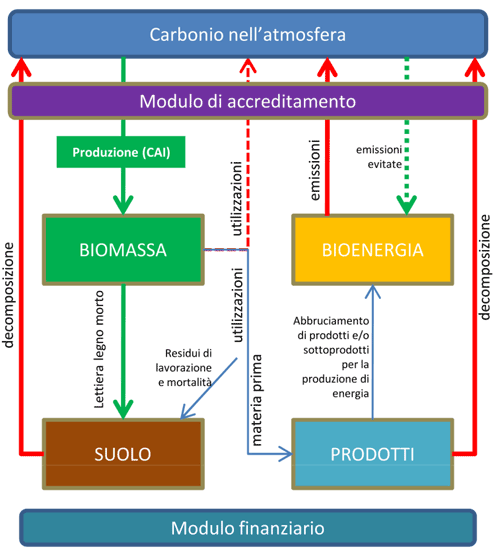 Carbonio nell'atmosfera
Modulo di accreditamento
Produzione (CAI)
emissioni
evitate
utilizzazioni
emissioni
BIOMASSA
BIOENERGIA
decomposizione
decomposizione
Lettiera legno morto
utilizzazioni
Residui di
lavorazione
e mortalità
materia prima
Abbruciamento
di prodotti e/o
sottoprodotti
per la
produzione di
energia
SUOLO
PRODOTTI
Modulo finanziario